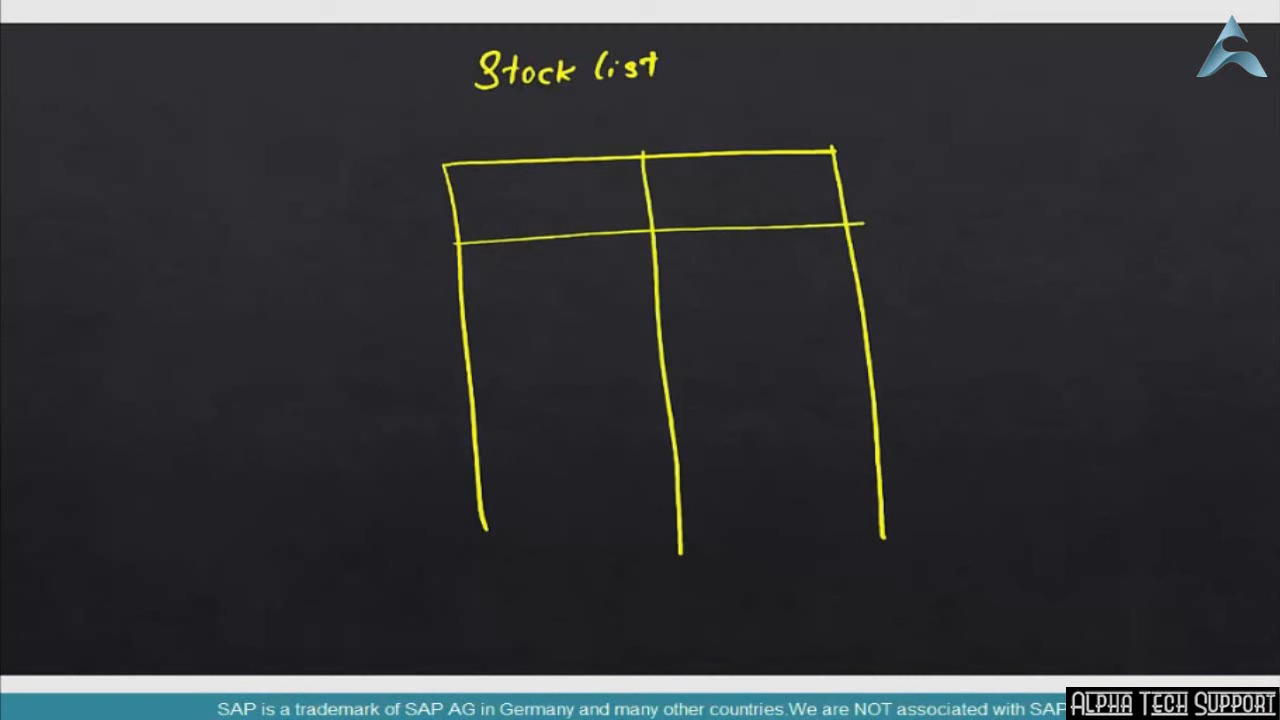 Stock list
SAP is a trademark of SAP AG in Germany and many other countries.We are NOT associated with SAP
ALPHA TECH SUPPORT